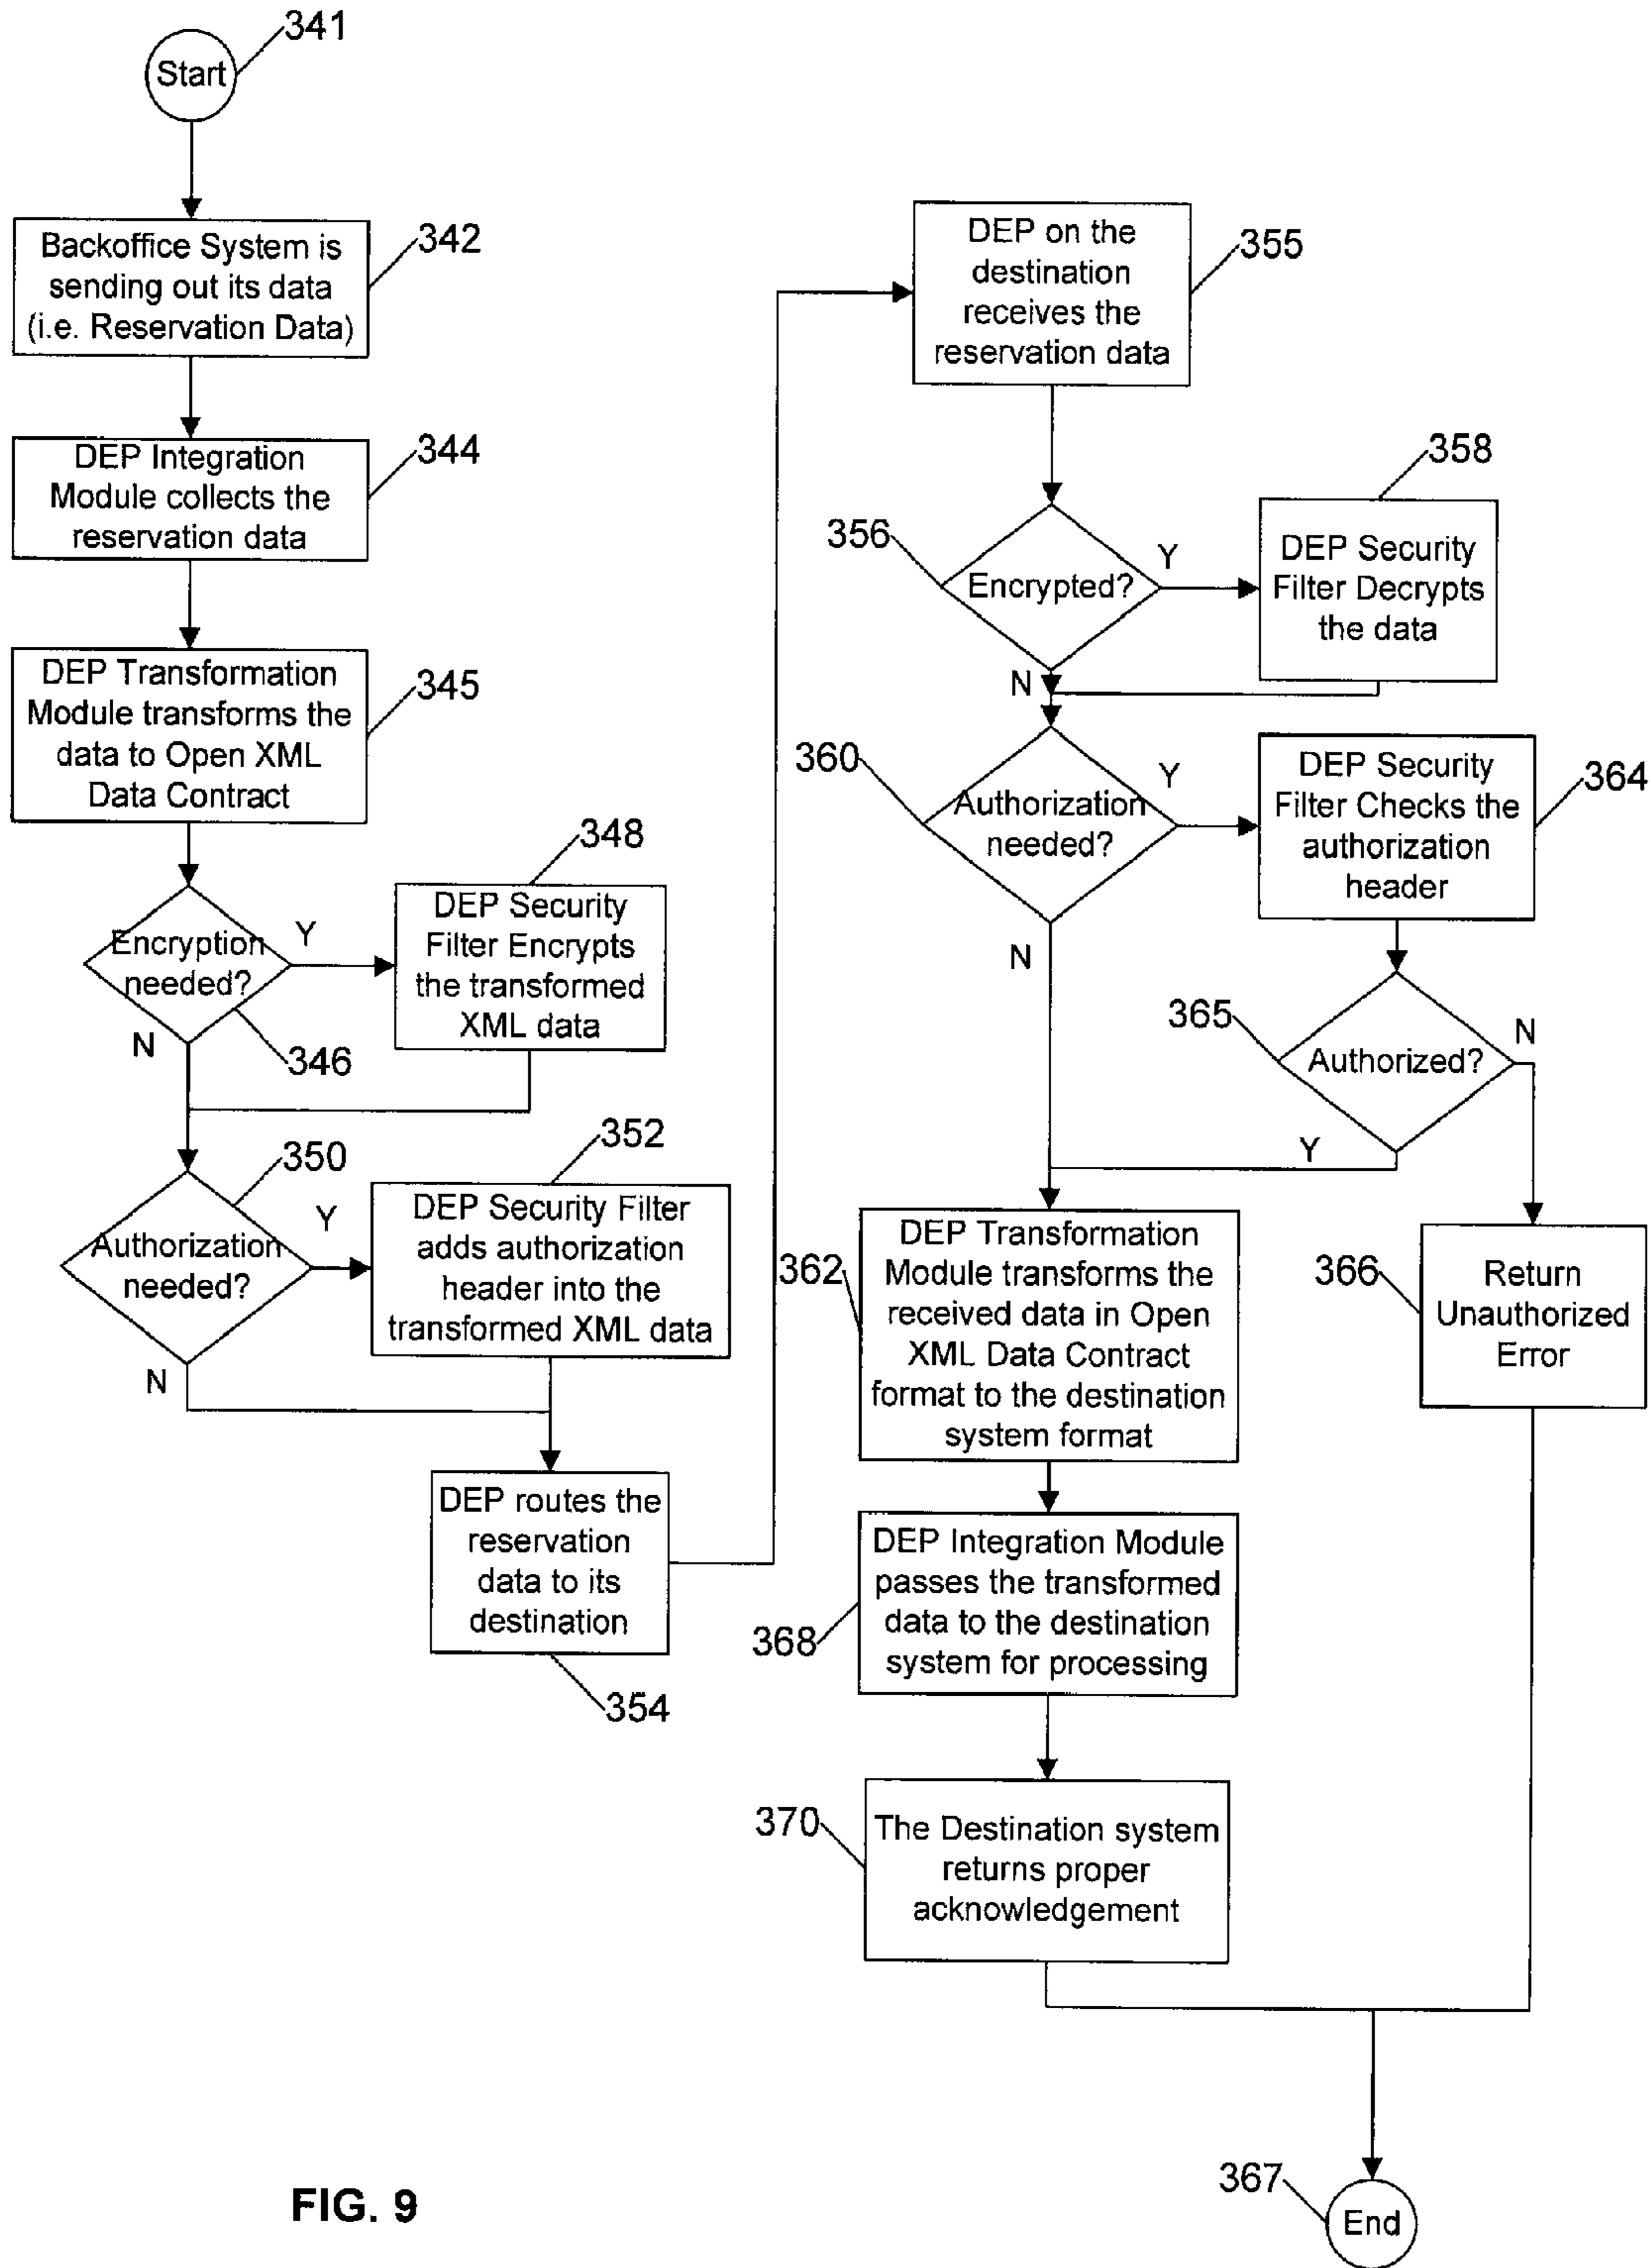 341
Start
Backoffice System is
sending out its data
(i.e. Reservation Data)
342
DEP Integration
Module collects the
reservation data
344
DEP Transformation
Module transforms the
data to Open XML
Data Contract
345
Encryption
needed?
Y
N
346
348
DEP Security
Filter Encrypts
the transformed
XML data
350
Authorization
needed?
Y
N
352
DEP Security Filter
adds authorization
header into the
transformed XML data
DEP routes the
reservation
data to its
destination
354
DEP on the
destination
receives the
reservation data
355
356
Encrypted?
Y
N
358
DEP Security
Filter Decrypts
the data
360
Authorization
needed?
Y
N
DEP Security
Filter Checks the
authorization
header
364
365
Authorized?
N
Y
362
DEP Transformation
Module transforms the
received data in Open
XML Data Contract
format to the destination
system format
366
Return
Unauthorized
Error
DEP Integration Module
passes the transformed
data to the destination
system for processing
368
370
The Destination system
returns proper
acknowledgement
367
End
FIG. 9